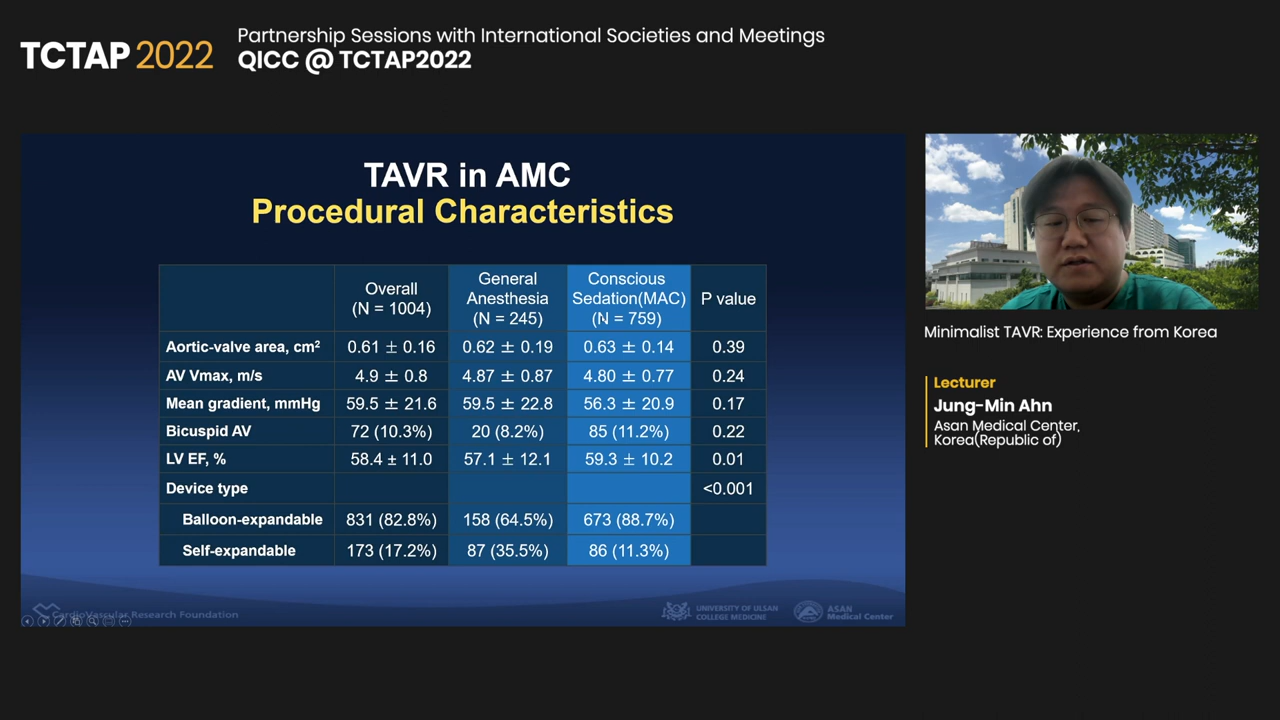 TCTAP 2022
Partnership Sessions with International Societies and Meetings
QICC @ TCTAP2022
TAVR in AMC
Procedural Characteristics
Overall (N = 1004) General Anesthesia (N = 245) Conscious Sedation(MAC) (N = 759) P value
Aortic-valve area, cm² 0.61 ± 0.16 0.62 ± 0.19 0.63 ± 0.14 0.39
AV Vmax, m/s 4.9 ± 0.8 4.87 ± 0.87 4.80 ± 0.77 0.24
Mean gradient, mmHg 59.5 ± 21.6 59.5 ± 22.8 56.3 ± 20.9 0.17
Bicuspid AV 72 (10.3%) 20 (8.2%) 85 (11.2%) 0.22
LV EF, % 58.4 ± 11.0 57.1 ± 12.1 59.3 ± 10.2 0.01
Device type <0.001
Balloon-expandable 831 (82.8%) 158 (64.5%) 673 (88.7%)
Self-expandable 173 (17.2%) 87 (35.5%) 86 (11.3%)
CardioVascular Research Foundation
UNIVERSITY OF ULSAN
COLLEGE MEDICINE
ASAN
Medical Center
Minimalist TAVR: Experience from Korea
Lecturer
Jung-Min Ahn
Asan Medical Center,
Korea(Republic of)